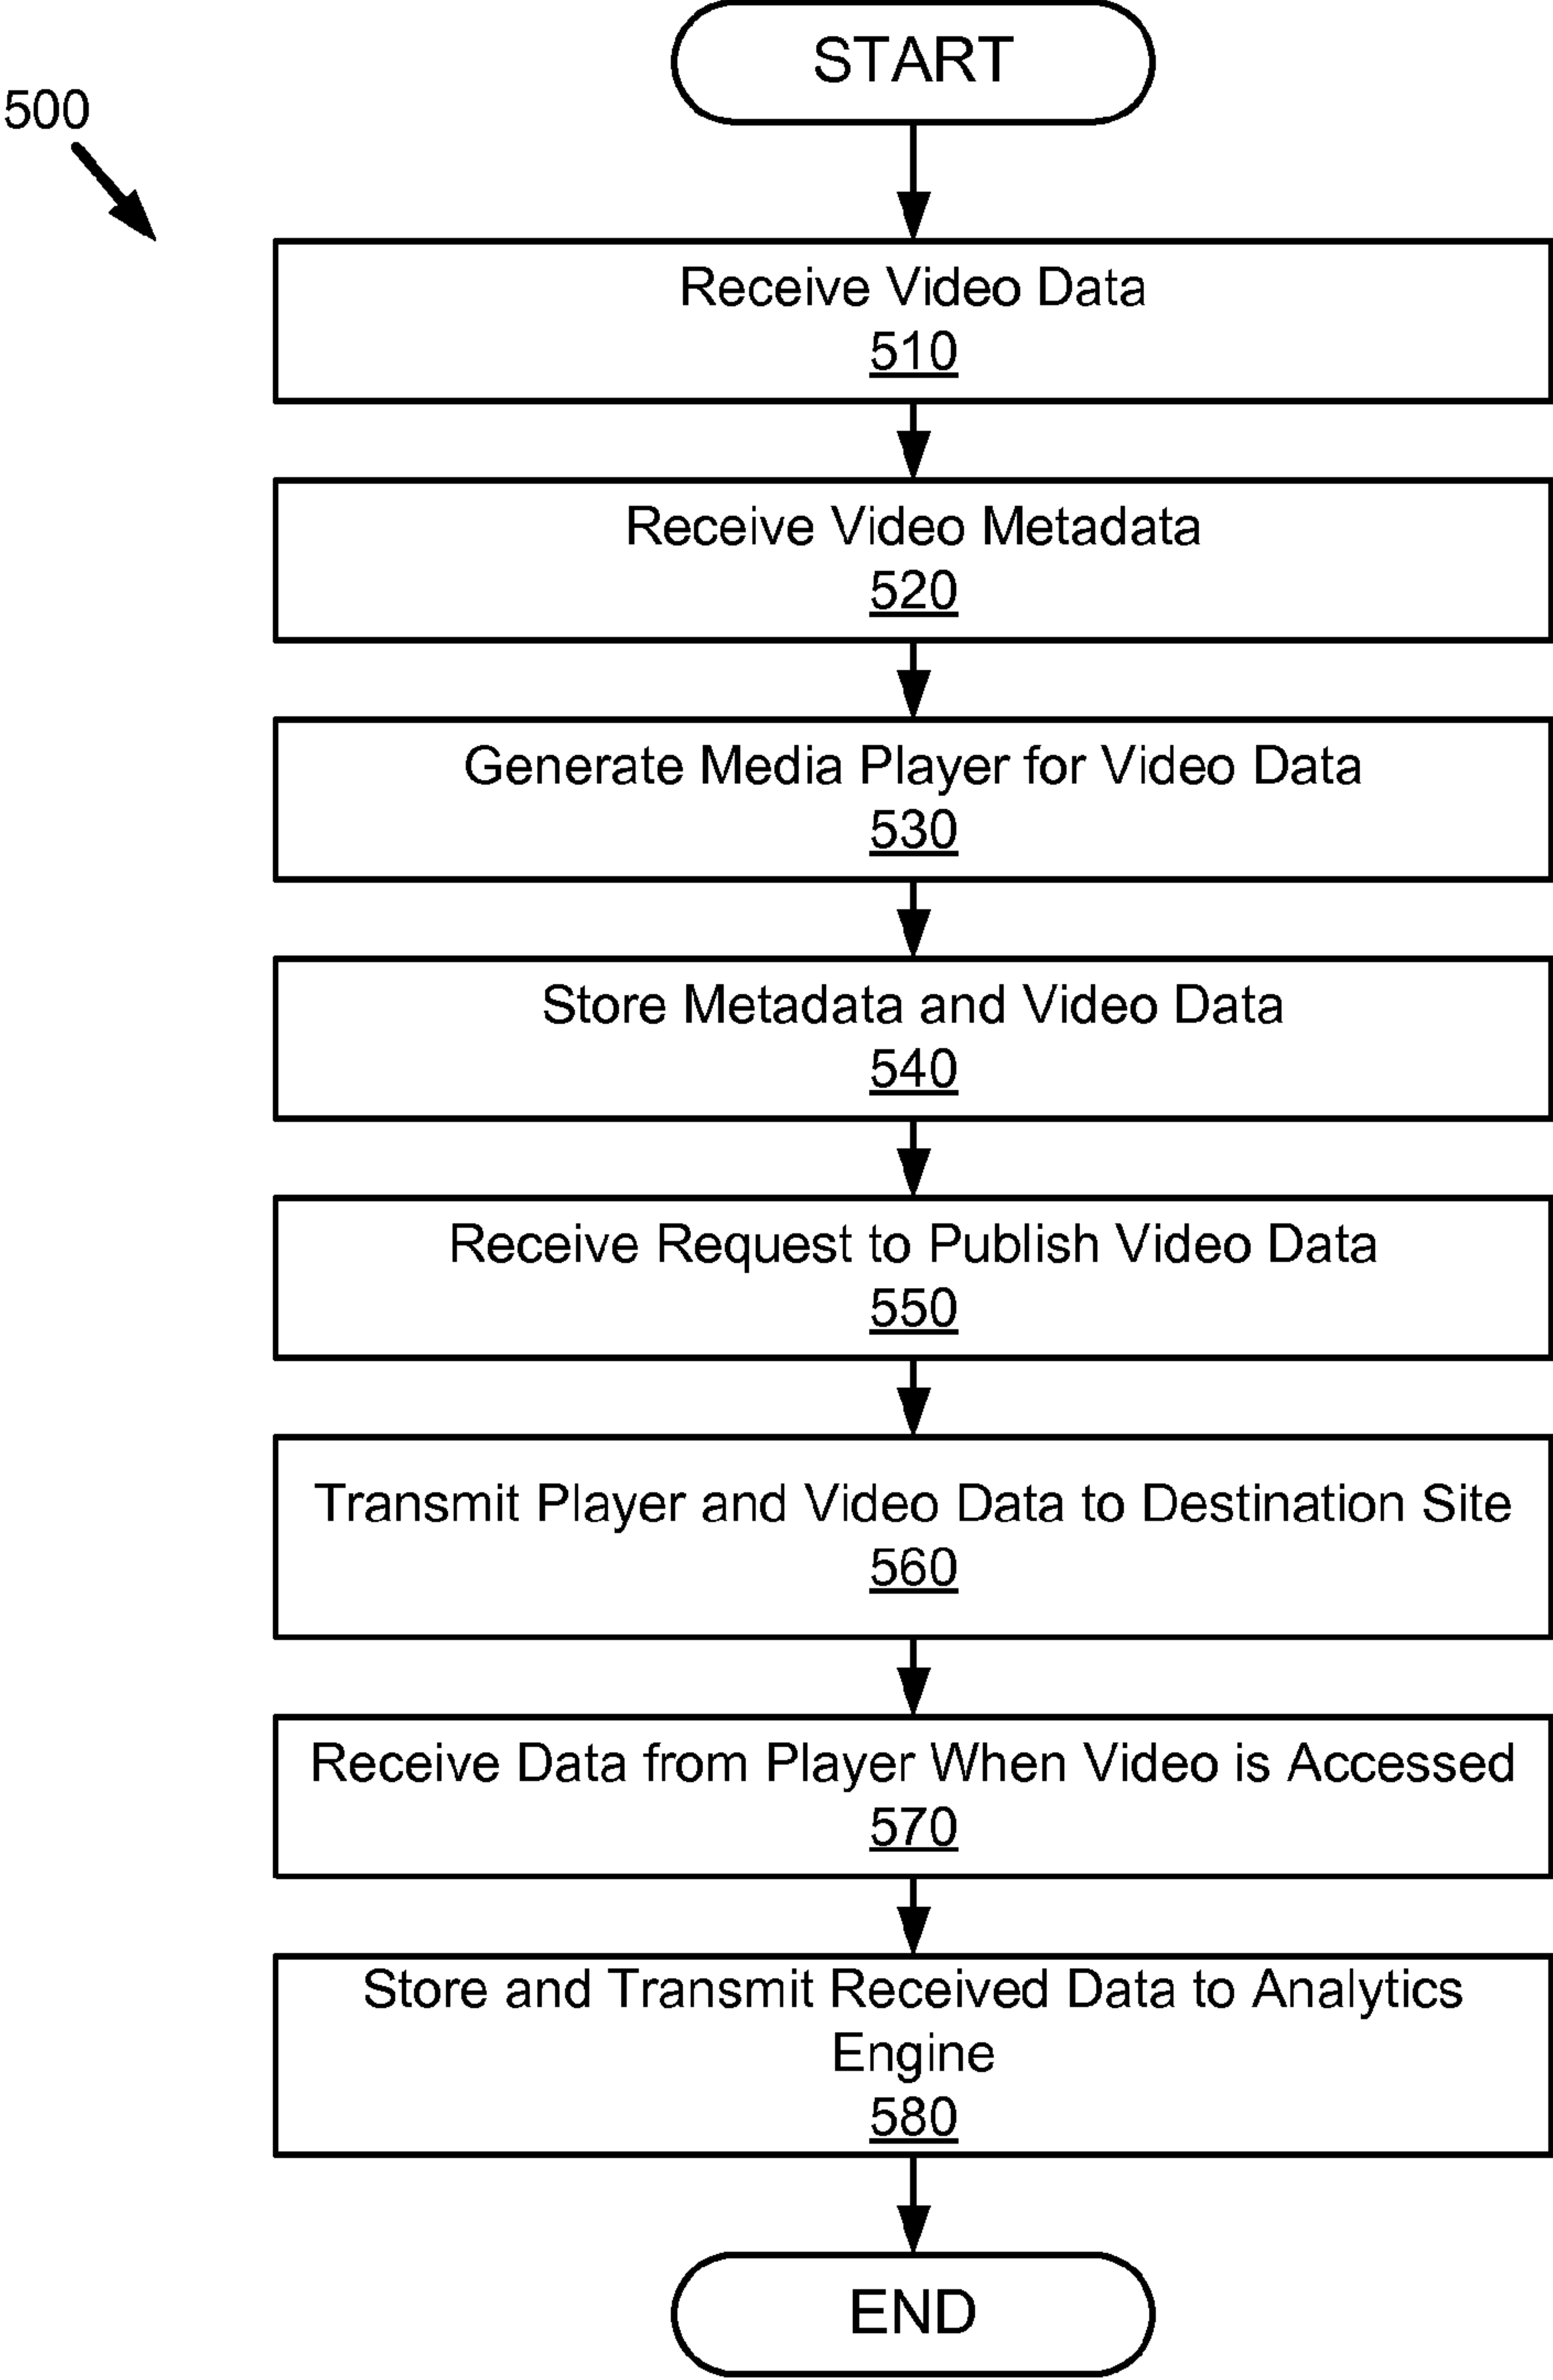 START
500
Receive Video Data
510
Receive Video Metadata
520
Generate Media Player for Video Data
530
Store Metadata and Video Data
540
Receive Request to Publish Video Data
550
Transmit Player and Video Data to Destination Site
560
Receive Data from Player When Video is Accessed
570
Store and Transmit Received Data to Analytics
Engine
580
END